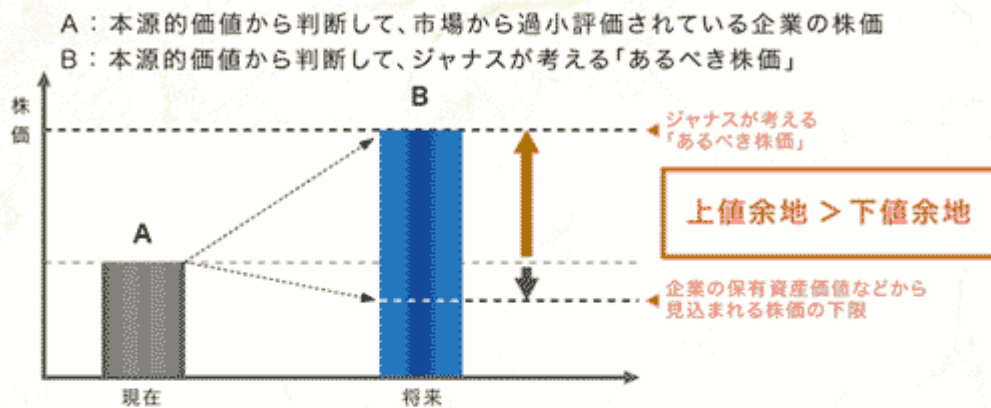 A：本源的価値から判断して、市場から過小評価されている企業の株価
B：本源的価値から判断して、ジャナスが考える「あるべき株価」
株価
B
ジャナスが考える
「あるべき株価」
上値余地 > 下値余地
A
企業の保有資産価値などから
見込まれる株価の下限
現在
将来